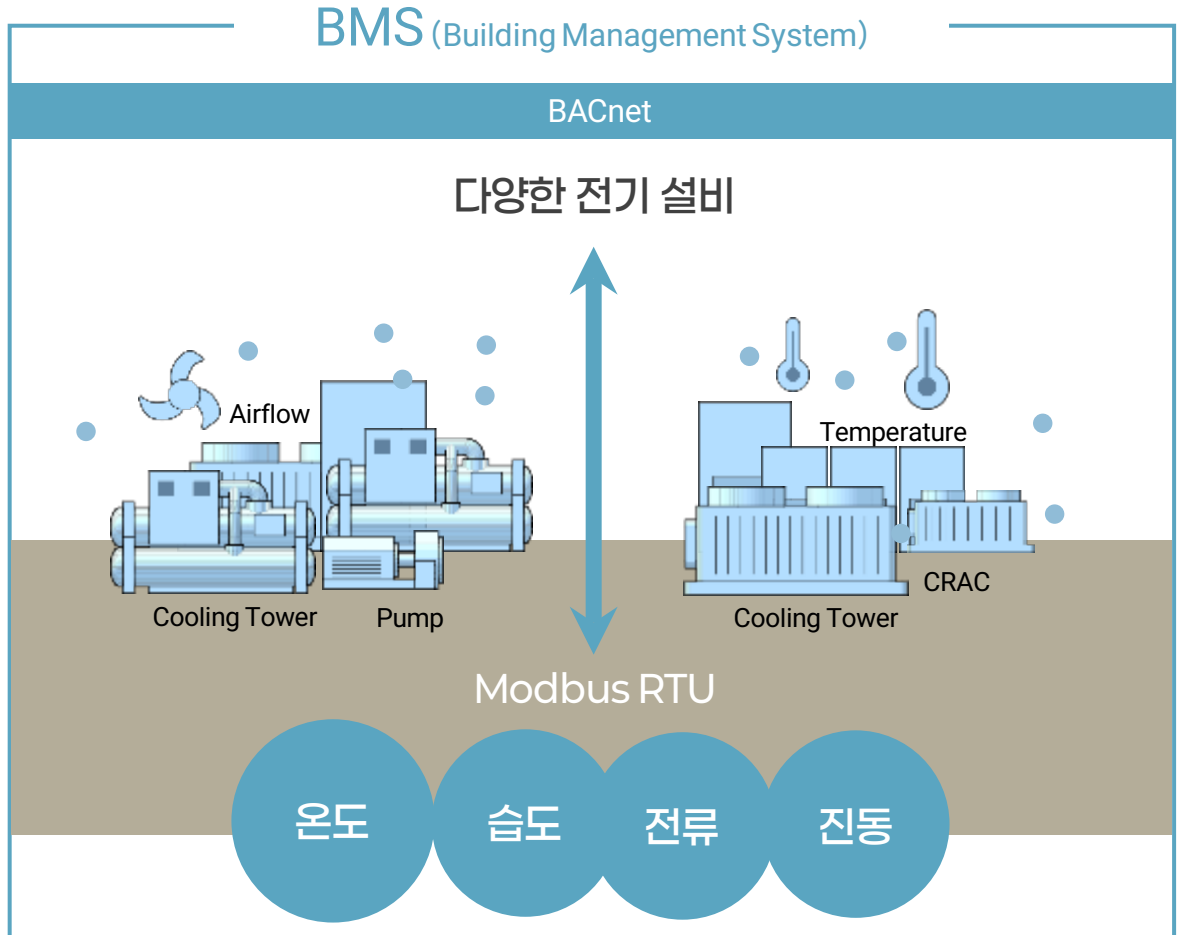 BMS (Building Management System)
BACnet
다양한 전기 설비
Airflow
Temperature
CRAC
Cooling Tower
Pump
Cooling Tower
Modbus RTU
온도
습도
전류
진동